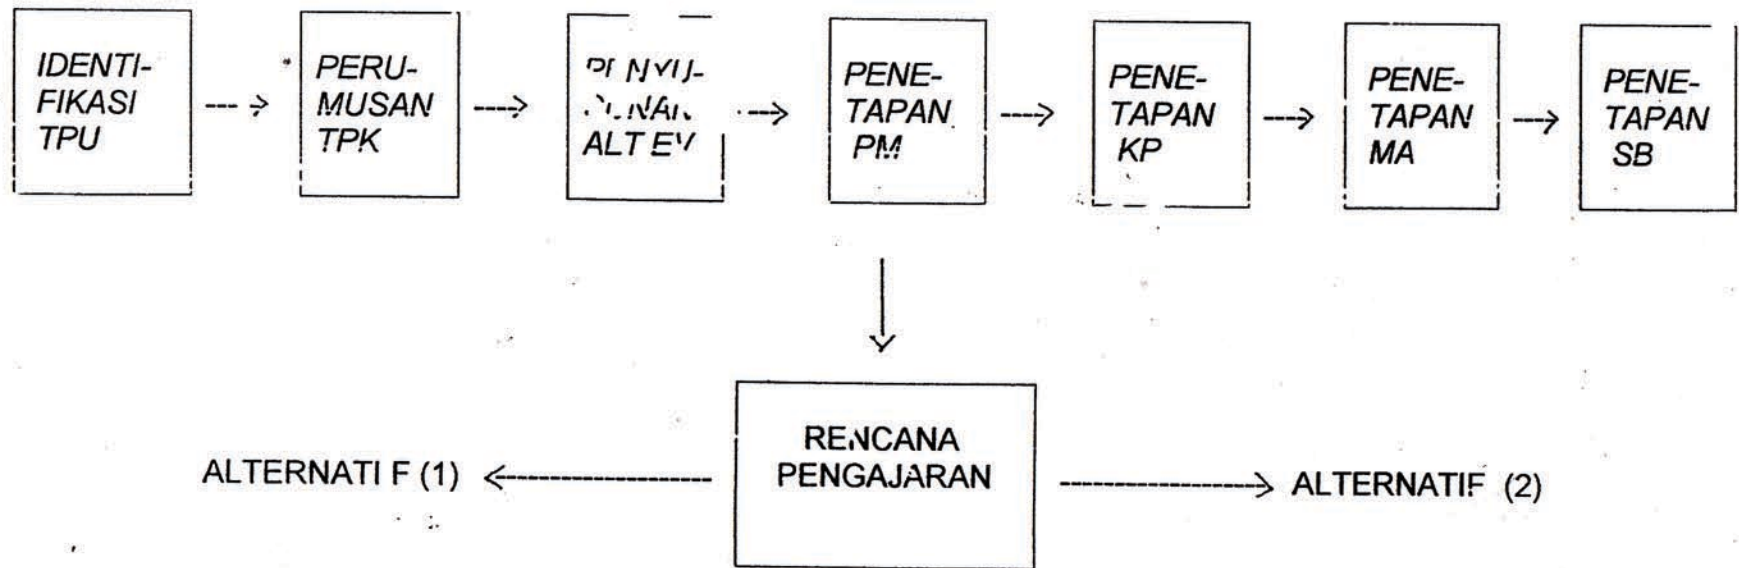 IDENTI-
FIKASI
TPU
PERU-
MUSAN
TPK
ALT EV
PENE-
TAPAN
PM
PENE-
TAPAN
KP
PENE-
TAPAN
MA
PENE-
TAPAN
SB
RENCANA
PENGAJARAN
ALTERNATI F (1)
ALTERNATIF (2)